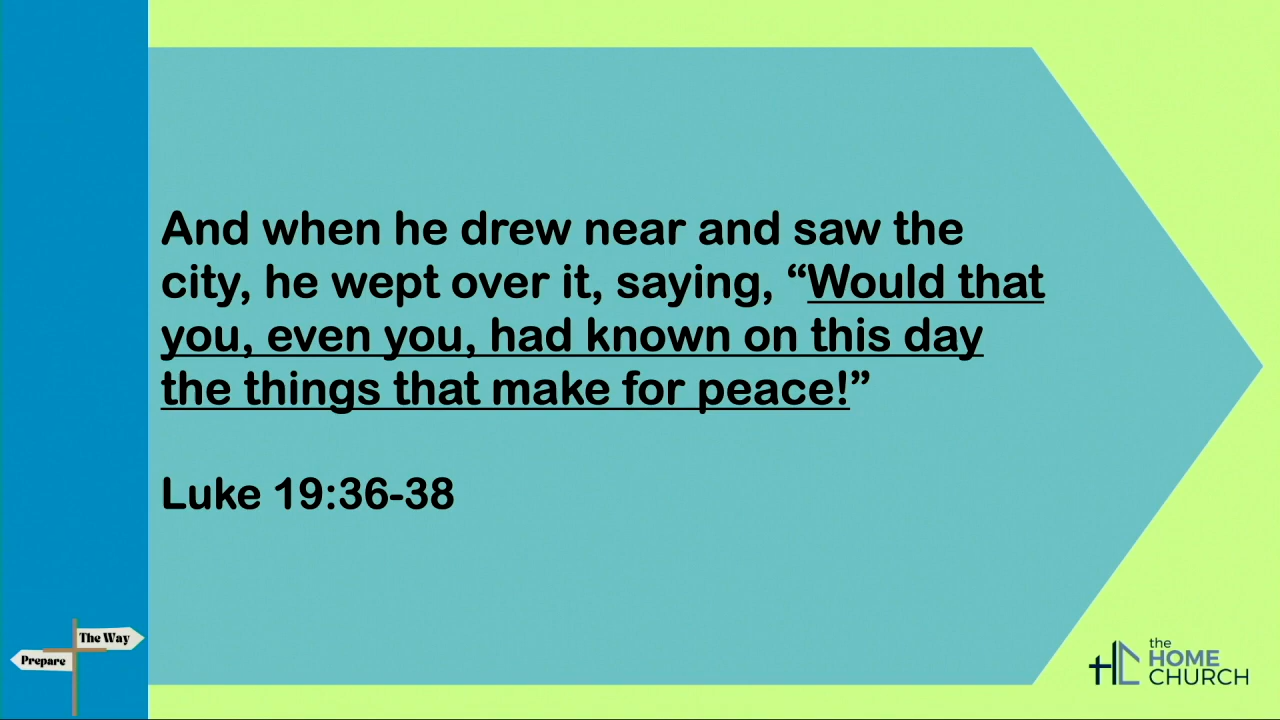 And when he drew near and saw the
city, he wept over it, saying, “Would that
you, even you, had known on this day
the things that make for peace!”
Luke 19:36-38
The Way
Prepare
the
HOME
CHURCH